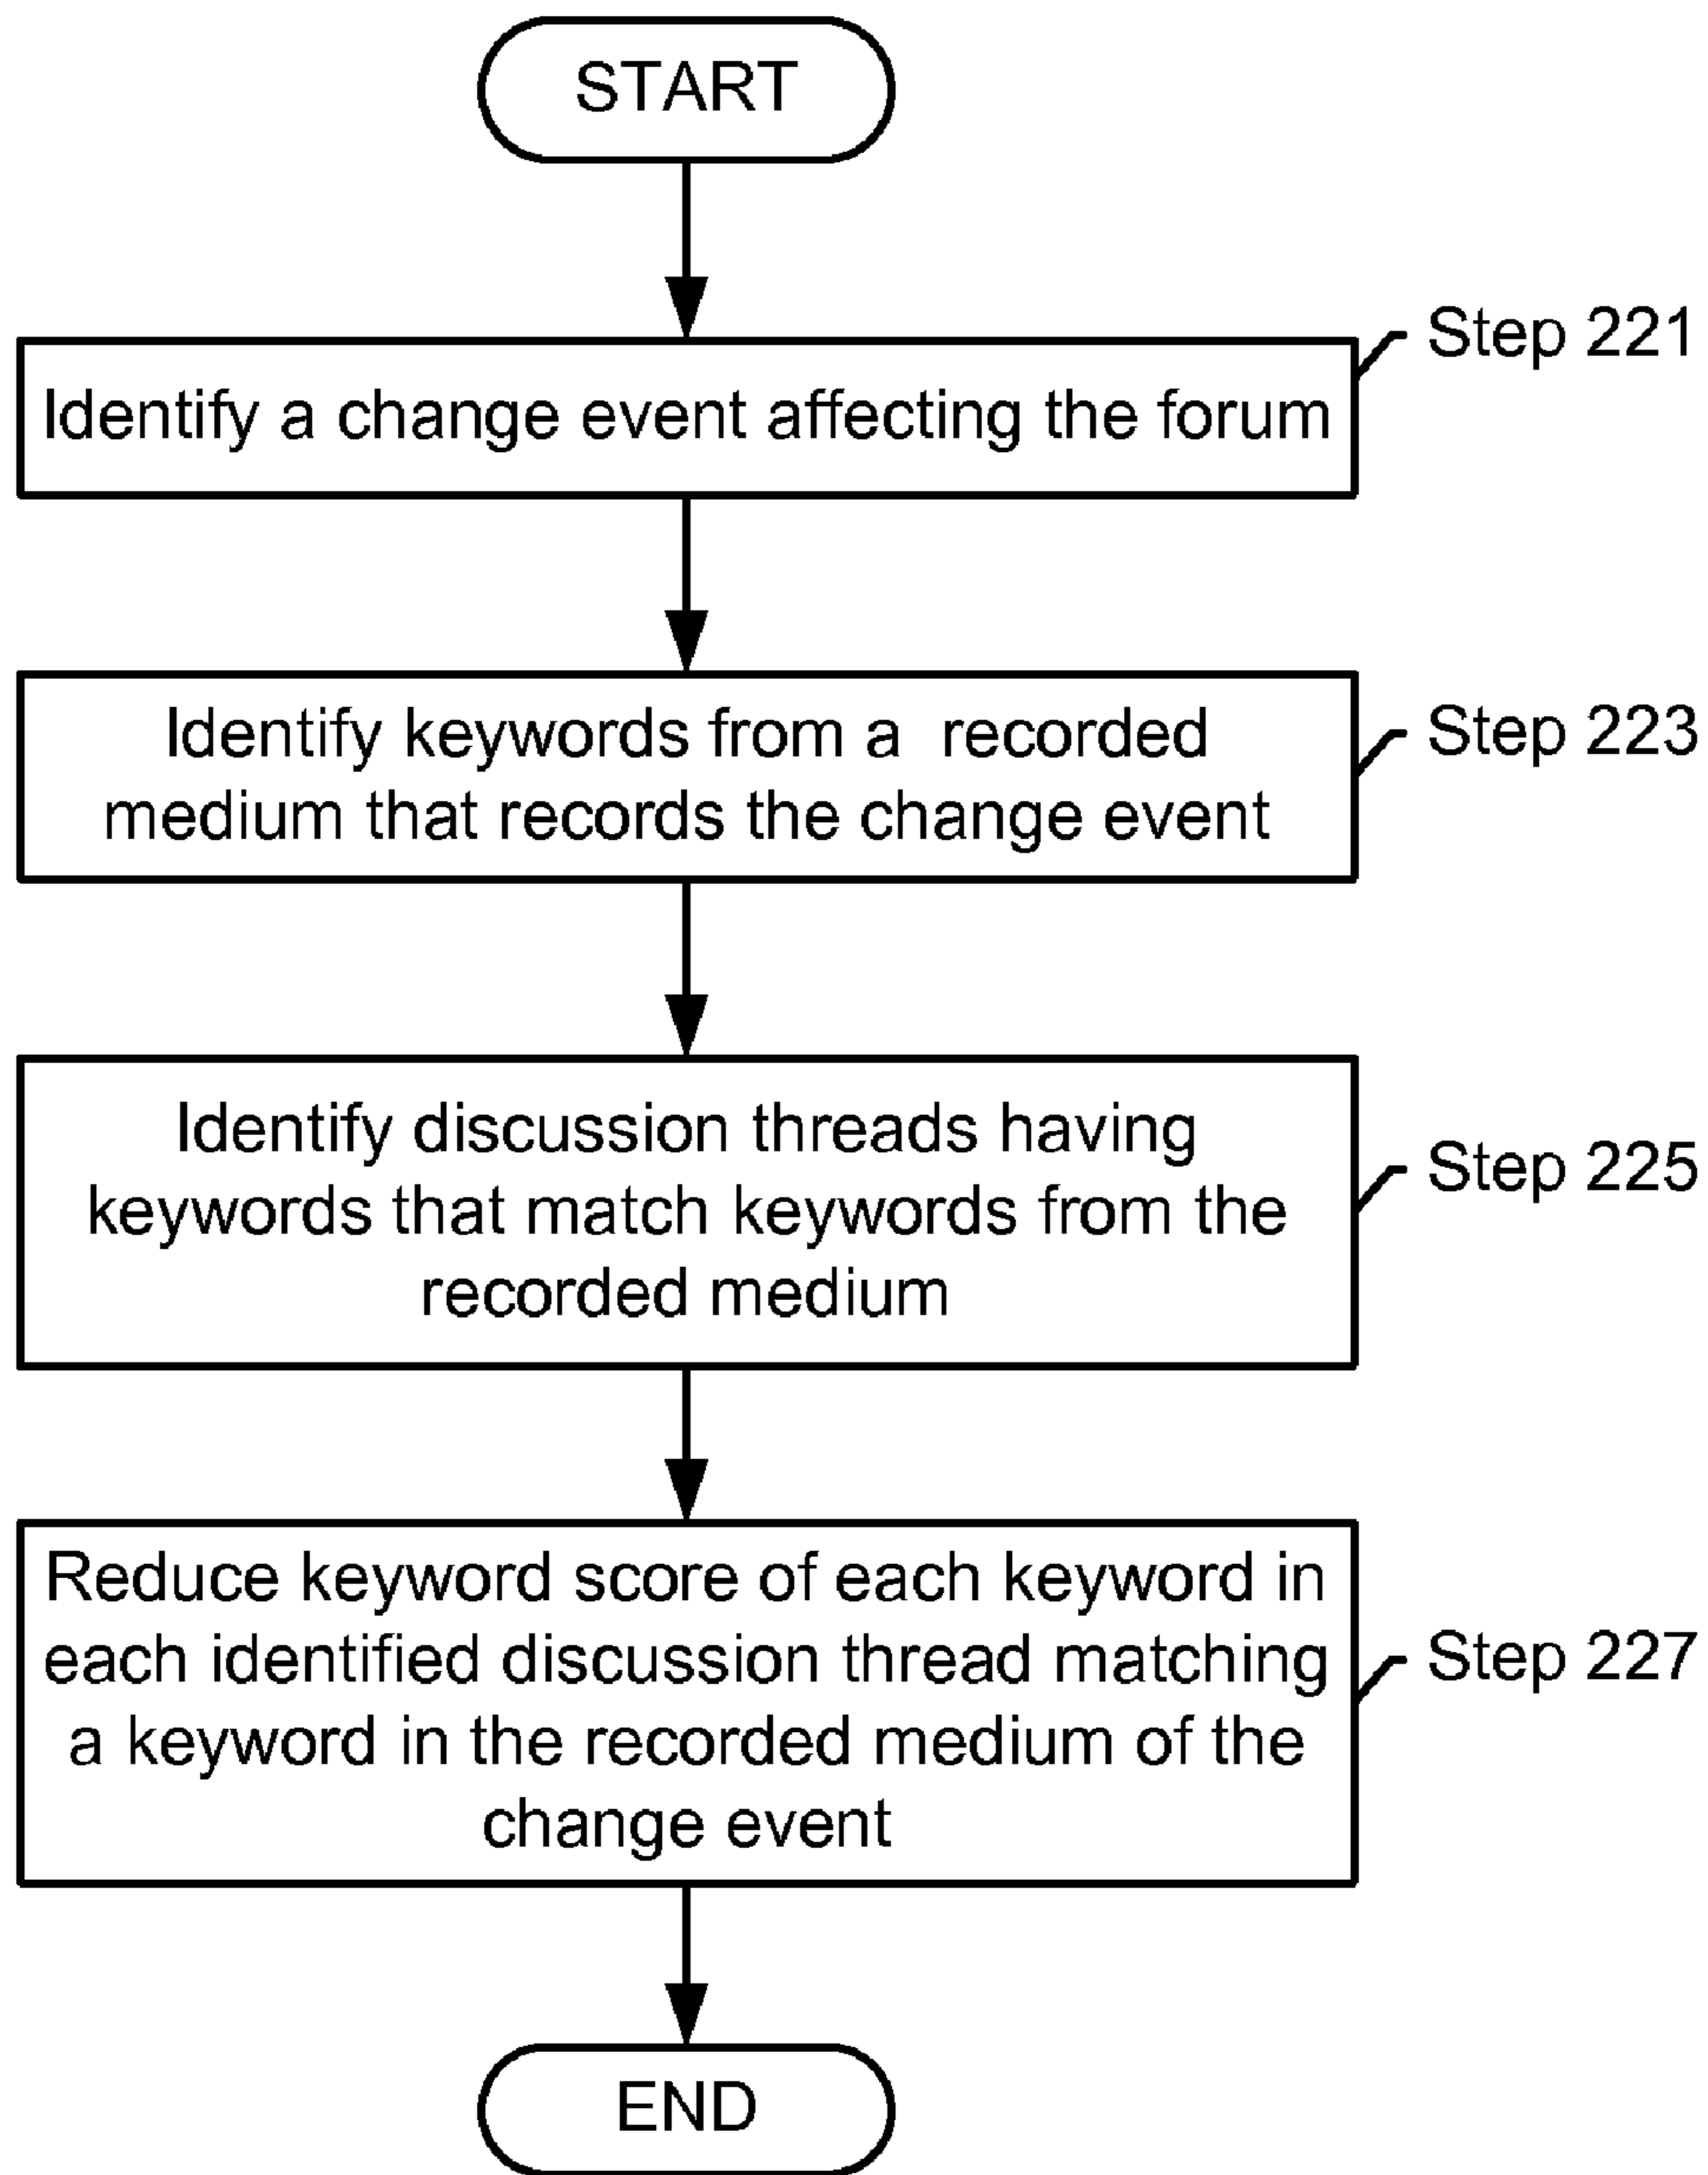 START
Step 221
Identify a change event affecting the forum
Step 223
Identify keywords from a recorded
medium that records the change event
Step 225
Identify discussion threads having
keywords that match keywords from the
recorded medium
Step 227
Reduce keyword score of each keyword in
each identified discussion thread matching
a keyword in the recorded medium of the
change event
END